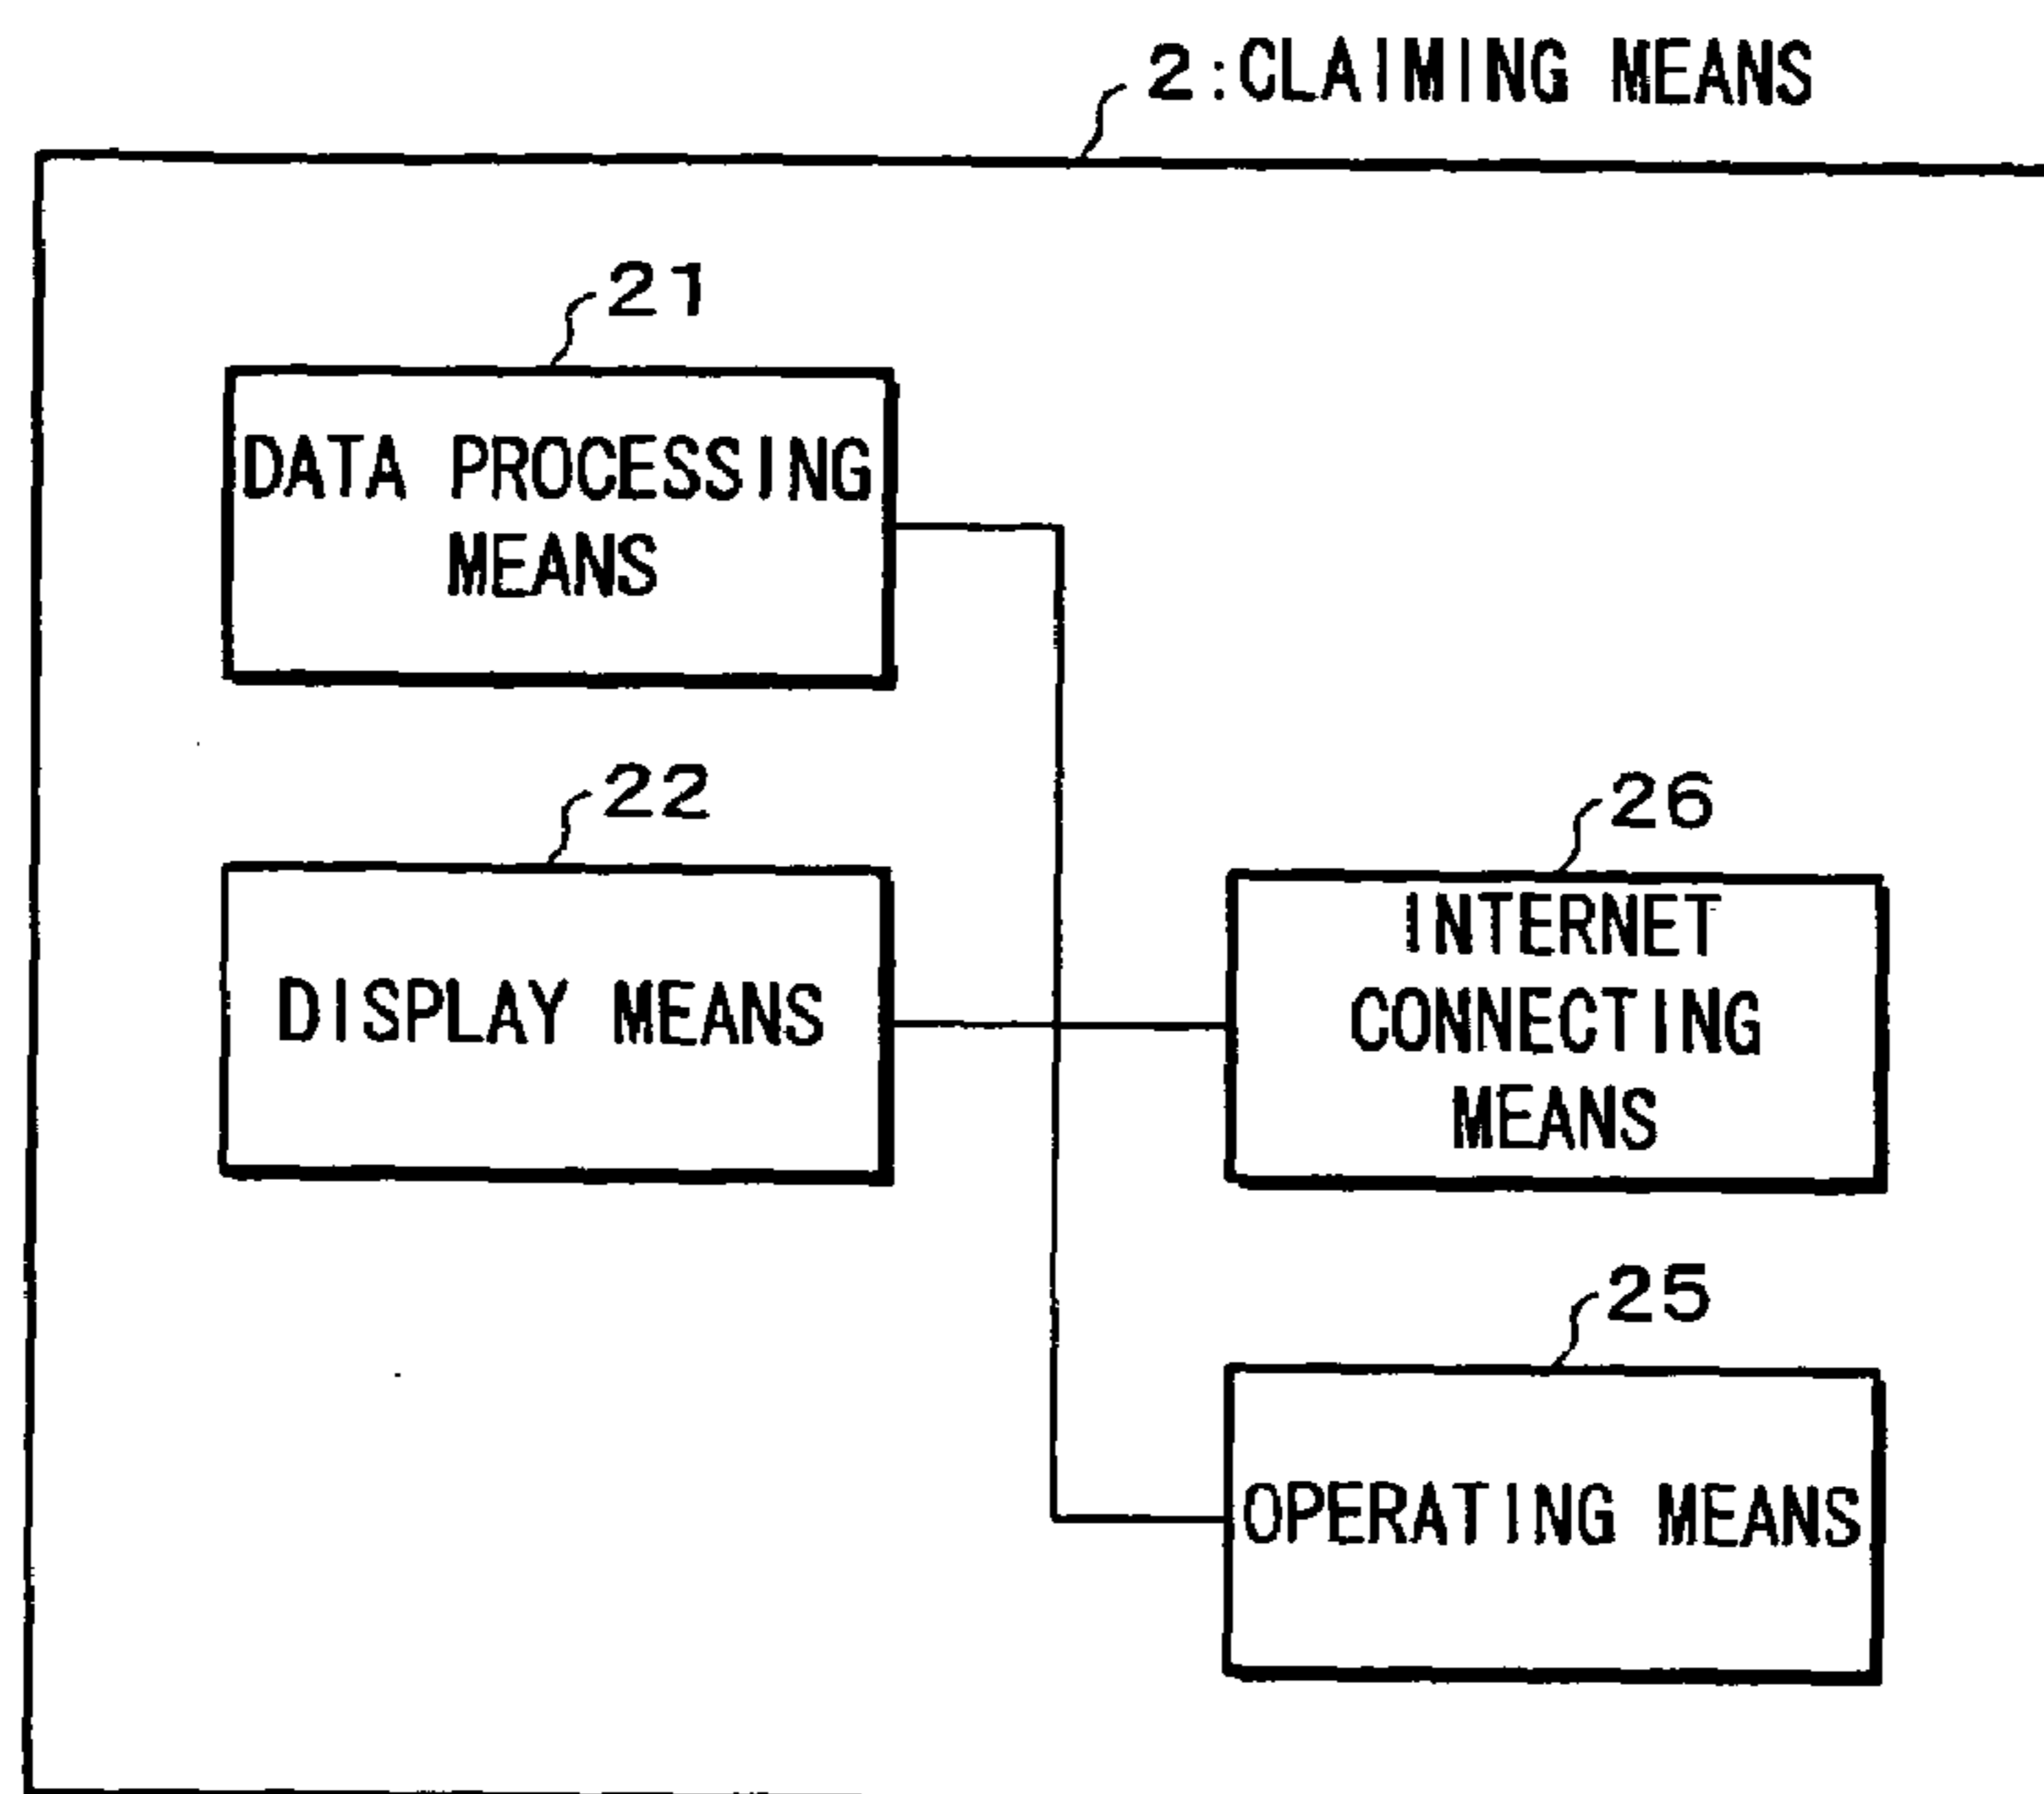 2:CLAIMING MEANS
21
DATA PROCESSING
MEANS
22
DISPLAY MEANS
26
INTERNET
CONNECTING
MEANS
25
OPERATING MEANS